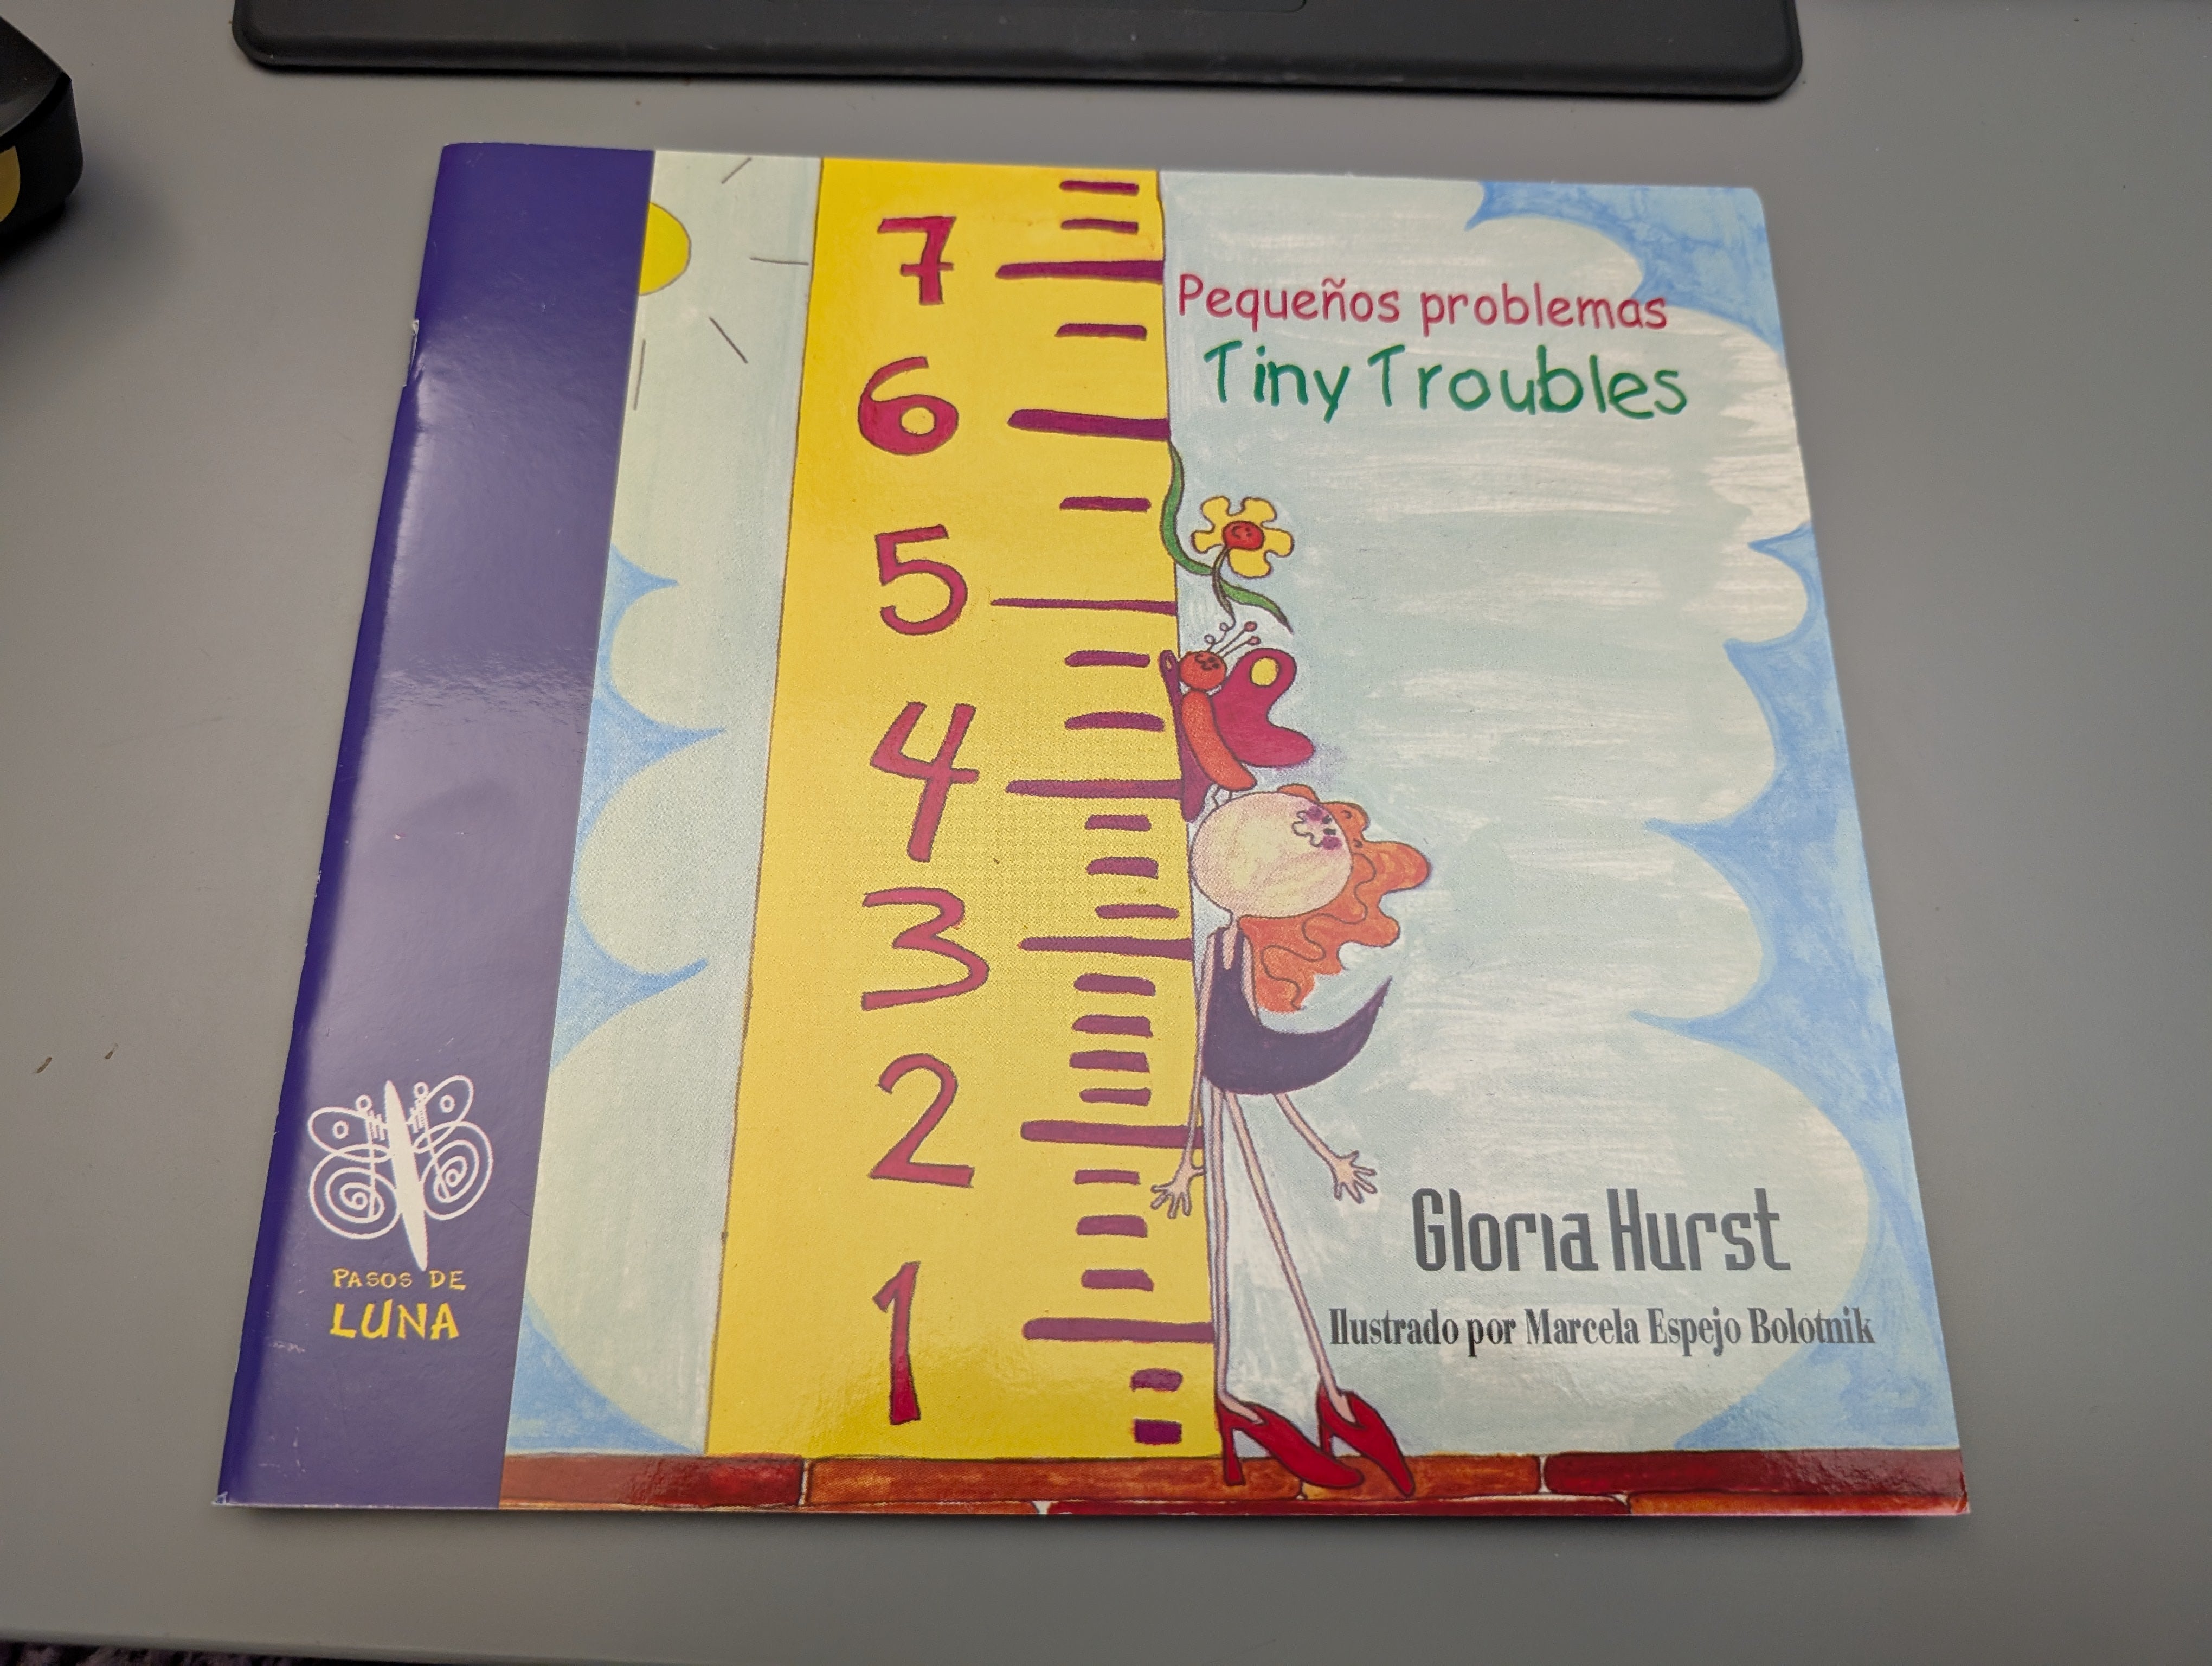 7
6
5
4
3
2
1
Pequeños problemas
Tiny Troubles
Gloria Hurst
Ilustrado por Marcela Espejo Bolotnik
PASOS DE
LUNA